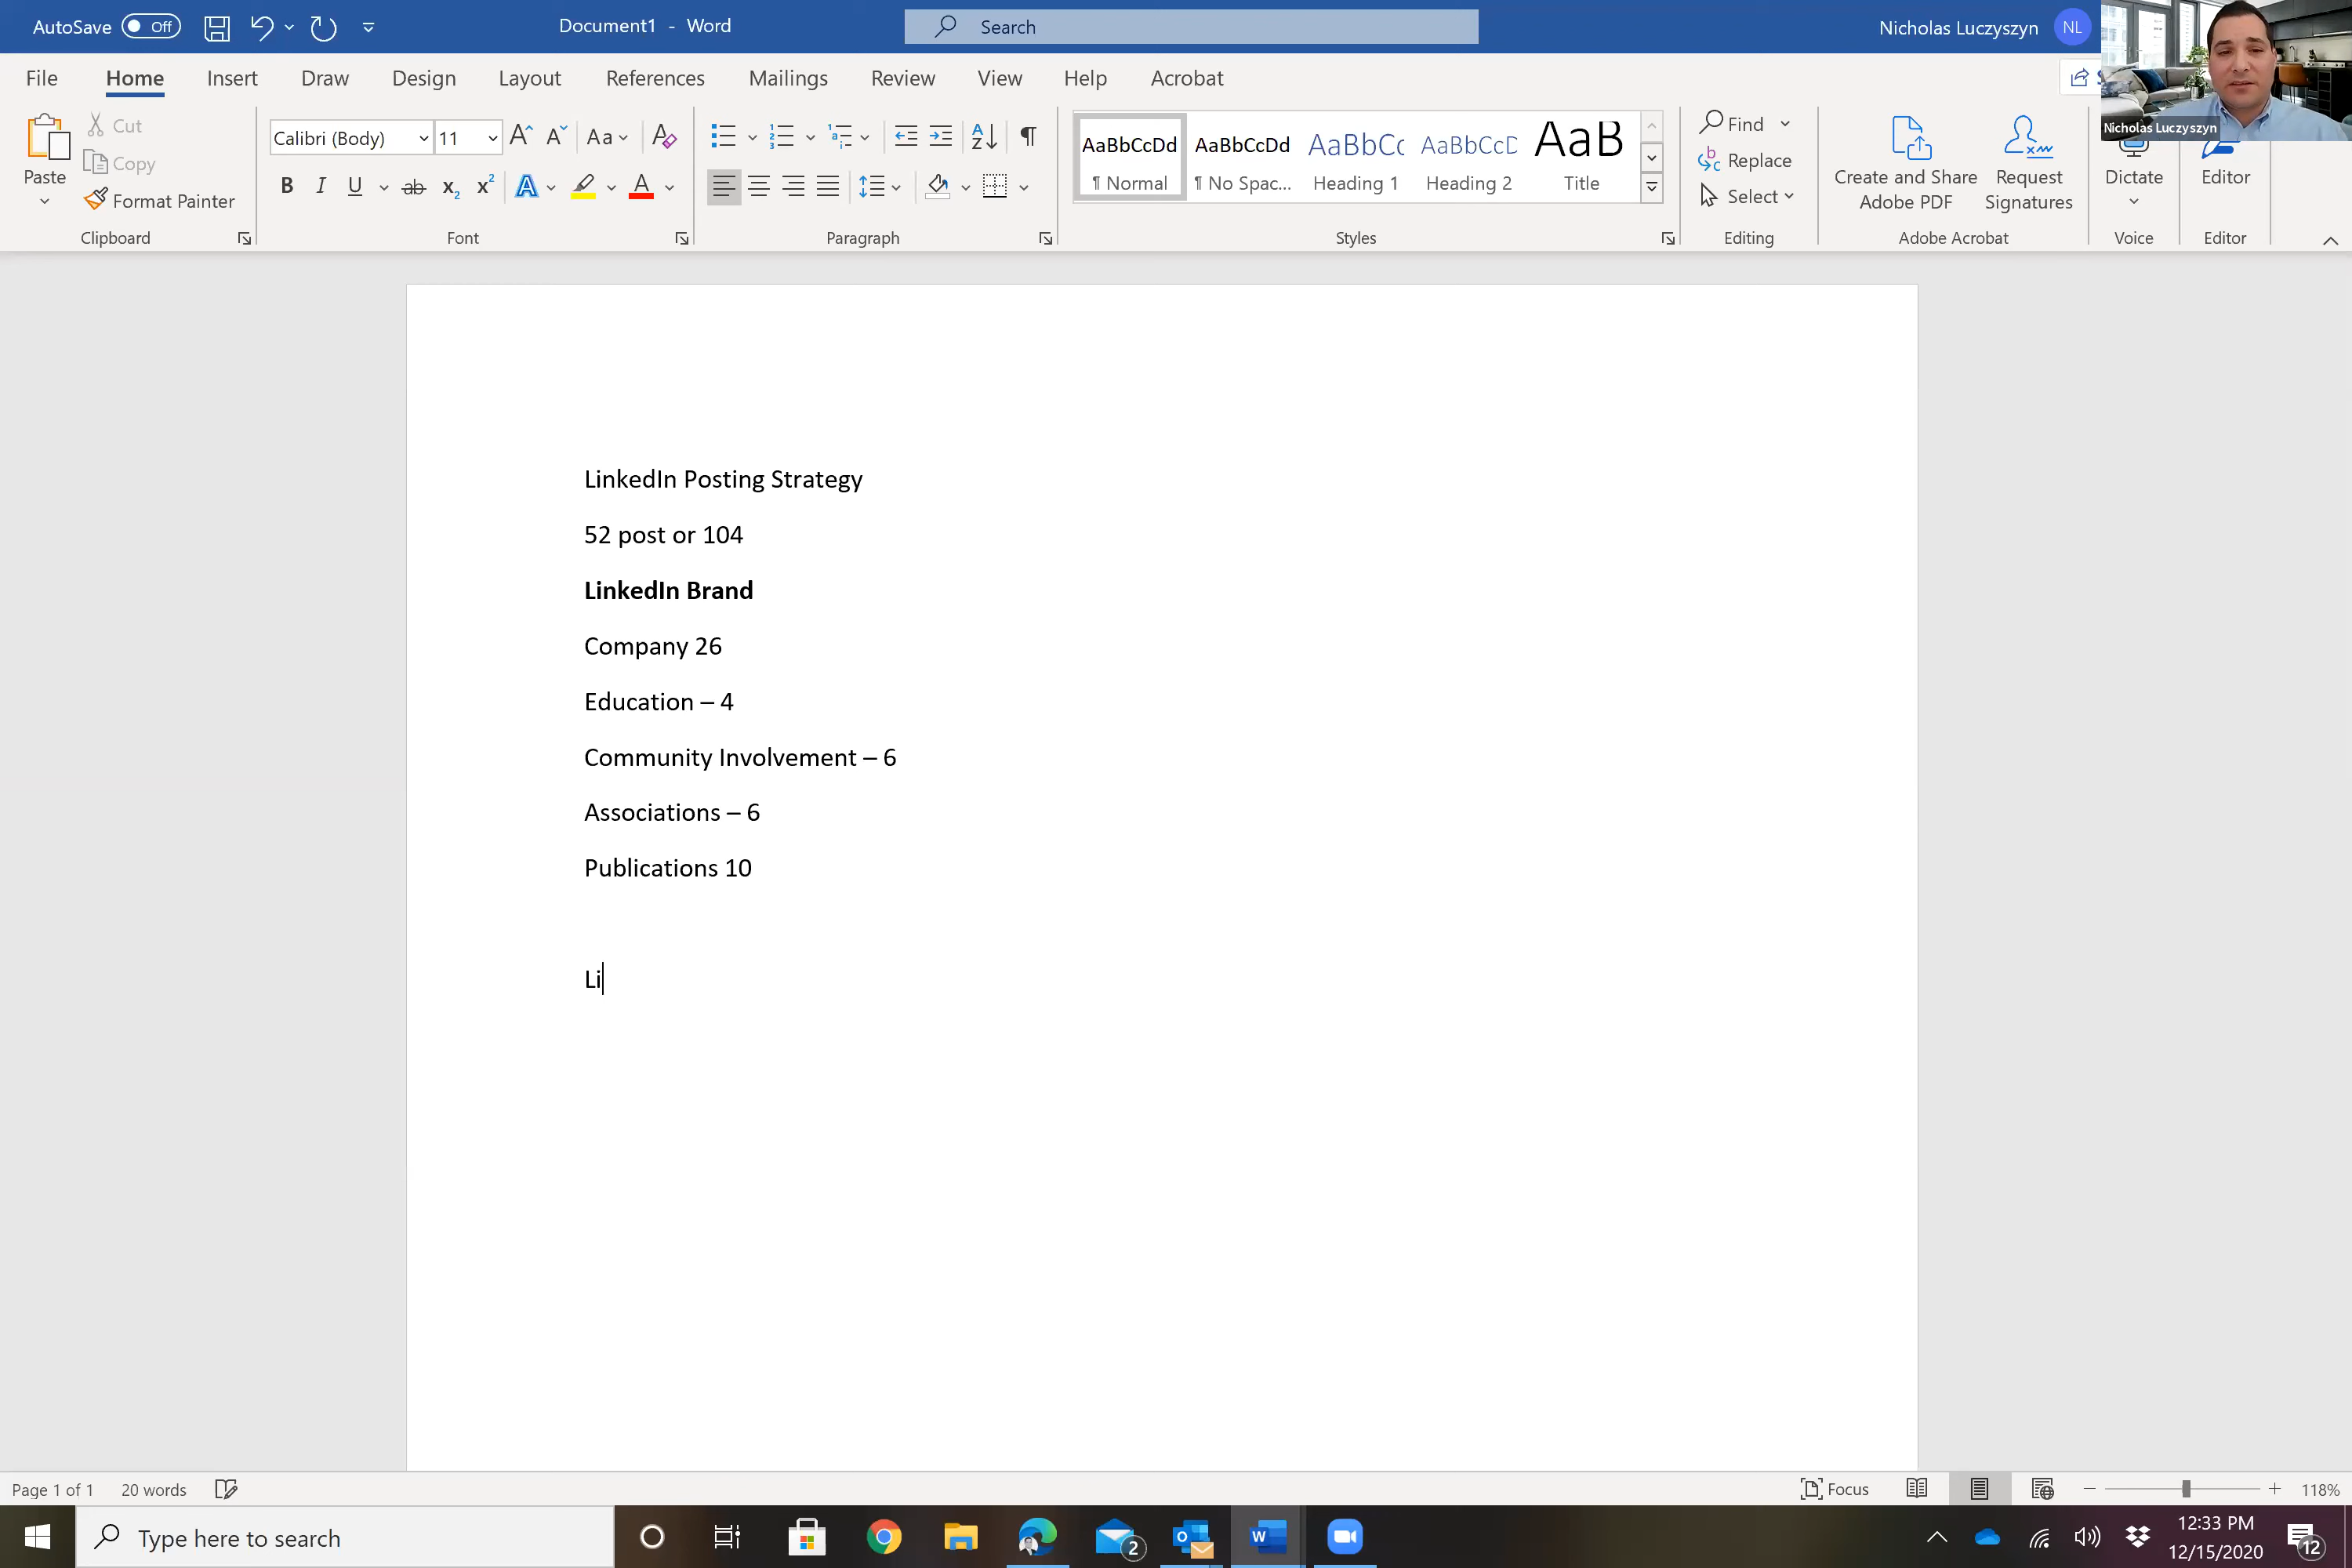 AutoSave Off Document1 - Word Search Nicholas Luczyszyn NL
File Home Insert Draw Design Layout References Mailings Review View Help Acrobat
Nicholas Luczyszyn
Paste Cut
Copy
Format Painter
Clipboard
Calibri (Body) 11
Font
Paragraph
AaBbCcDd AaBbCcDd AaBbCc AaBbCcD AaB
¶ Normal ¶ No Spac... Heading 1 Heading 2 Title
Styles
Find
Replace
Select
Editing
Create and Share Adobe PDF
Request Signatures
Adobe Acrobat
Dictate
Voice
Editor
Editor
LinkedIn Posting Strategy
52 post or 104
LinkedIn Brand
Company 26
Education – 4
Community Involvement – 6
Associations – 6
Publications 10
Li
Page 1 of 1 20 words Focus 118%
Type here to search 2 12:33 PM
12/15/2020 12